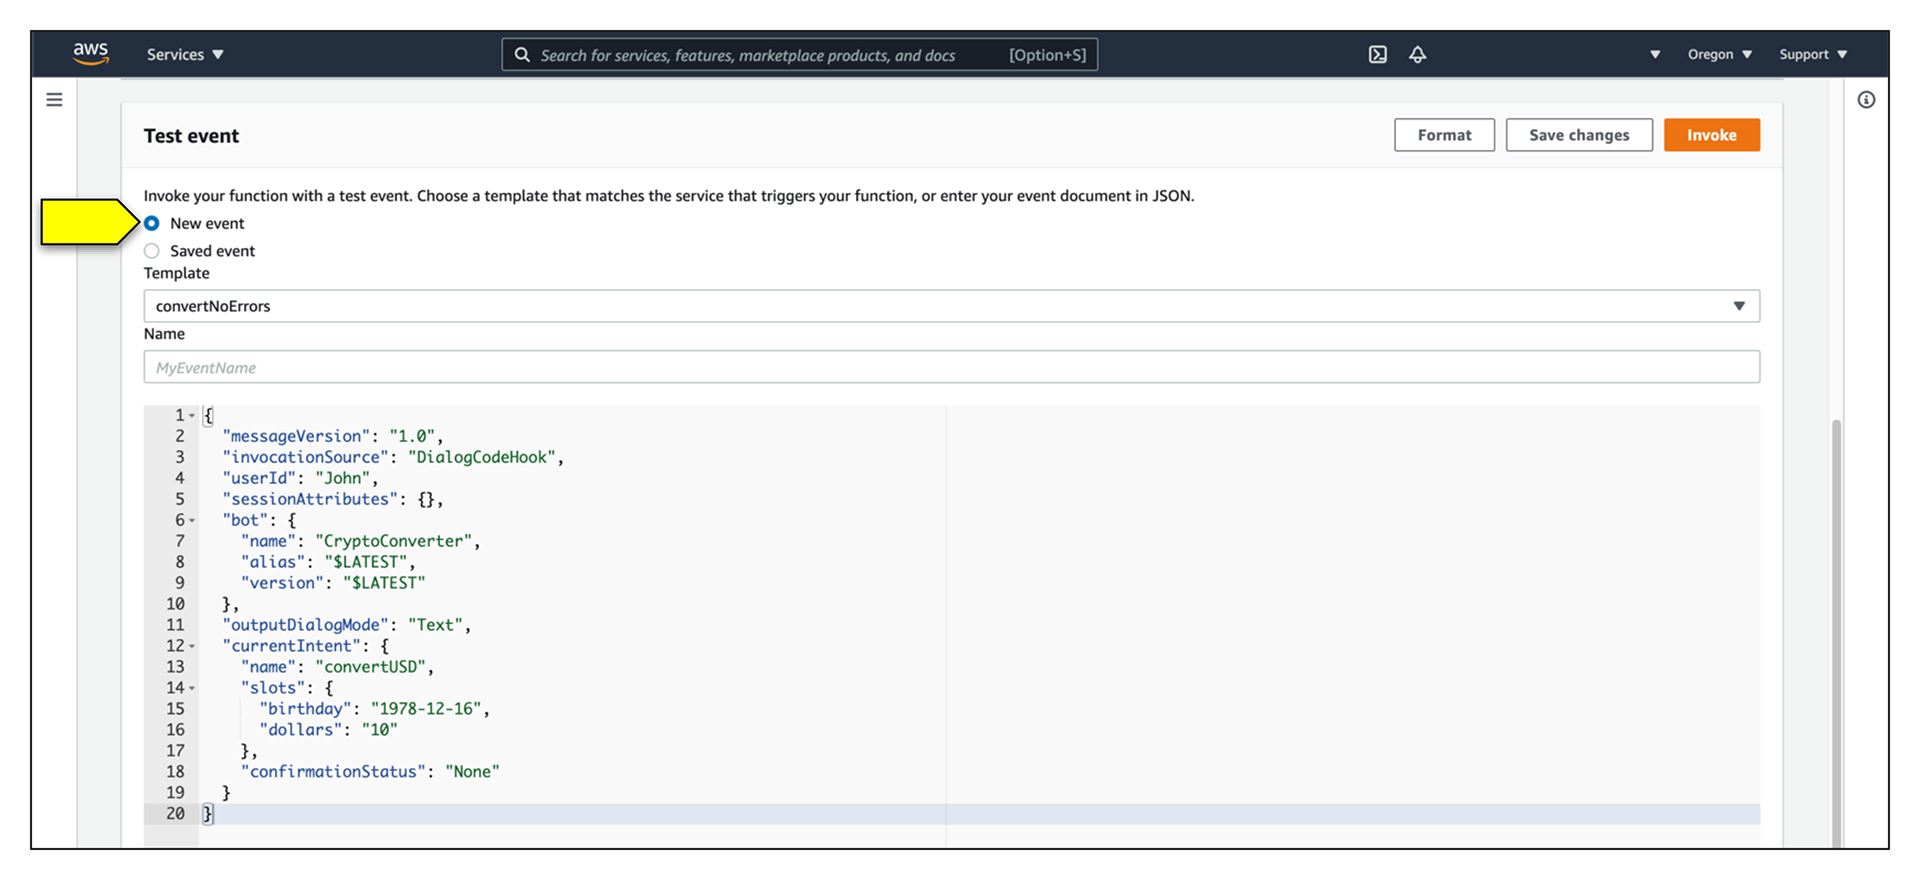 aws Services Search for services, features, marketplace products, and docs [Option+S] Oregon Support
Test event Format Save changes Invoke
Invoke your function with a test event. Choose a template that matches the service that triggers your function, or enter your event document in JSON.
New event
Saved event
Template
convertNoErrors
Name
MyEventName
1 {
2 "messageVersion": "1.0",
3 "invocationSource": "DialogCodeHook",
4 "userId": "John",
5 "sessionAttributes": {},
6 "bot": {
7 "name": "CryptoConverter",
8 "alias": "$LATEST",
9 "version": "$LATEST"
10 },
11 "outputDialogMode": "Text",
12 "currentIntent": {
13 "name": "convertUSD",
14 "slots": {
15 "birthday": "1978-12-16",
16 "dollars": "10"
17 },
18 "confirmationStatus": "None"
19 }
20 }